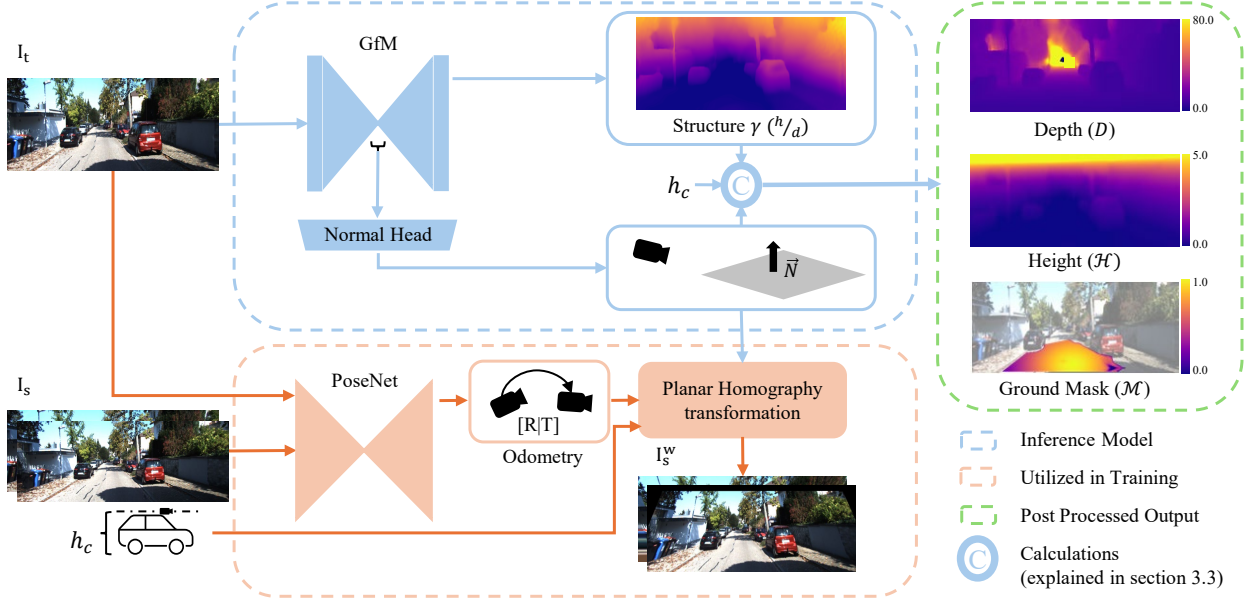 I_t
GfM
Structure γ (h/d)
h_c
C
Normal Head
N⃗
80.0
0.0
Depth (D)
5.0
0.0
Height (ℋ)
1.0
0.0
Ground Mask (ℳ)
I_s
h_c
PoseNet
[R|T]
Odometry
Planar Homography
transformation
I_s^w
Inference Model
Utilized in Training
Post Processed Output
C
Calculations
(explained in section 3.3)